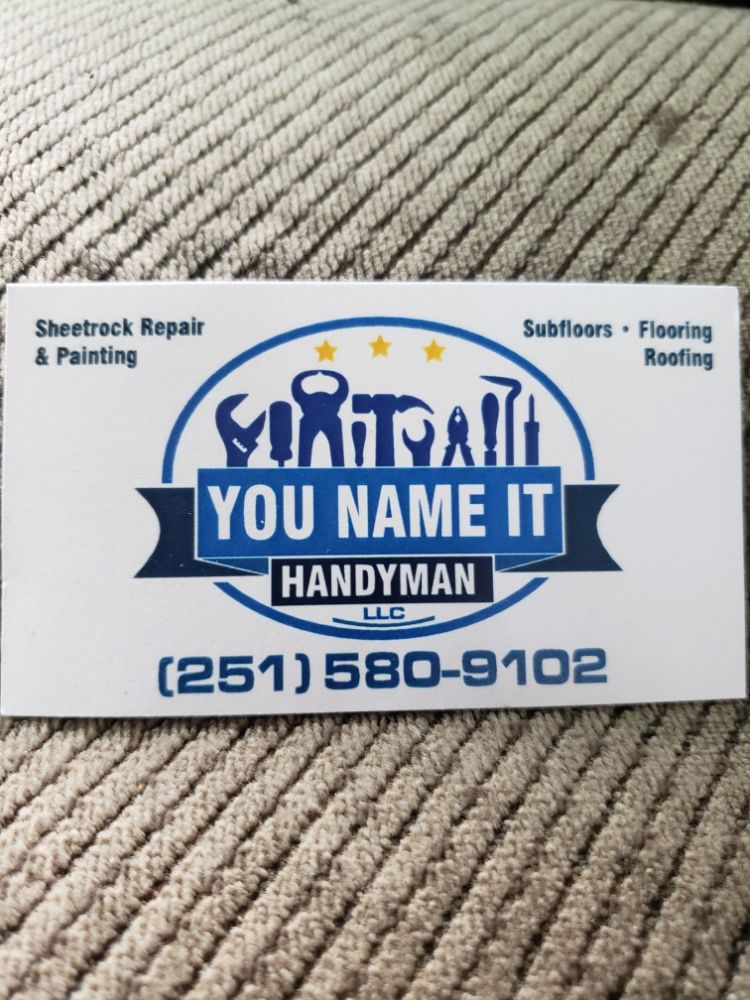 Sheetrock Repair
& Painting
Subfloors • Flooring
Roofing
YOU NAME IT
HANDYMAN
LLC
(251) 580-9102